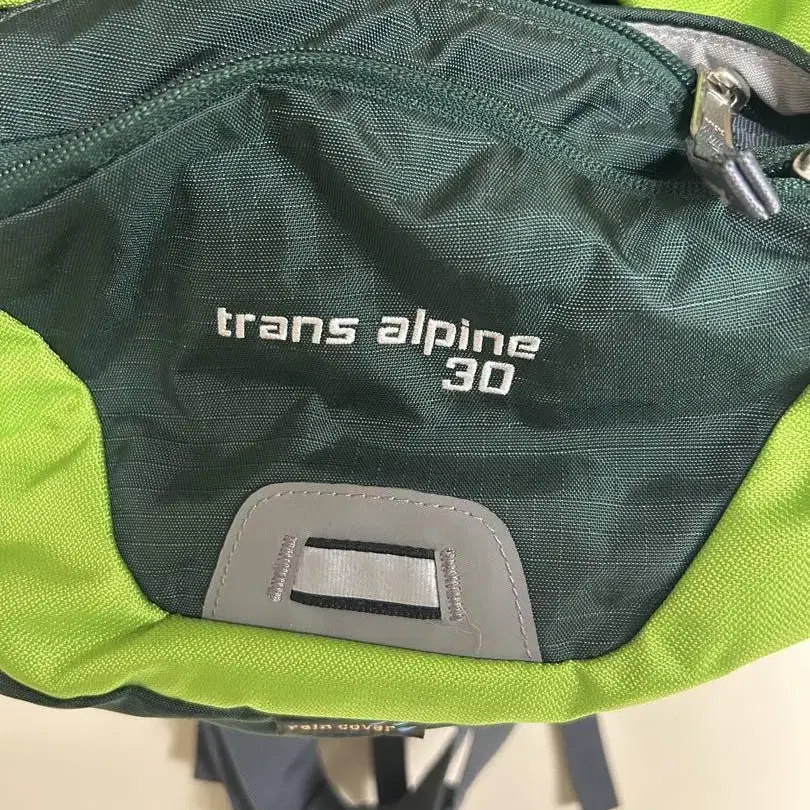 trans alpine
30
rain cover